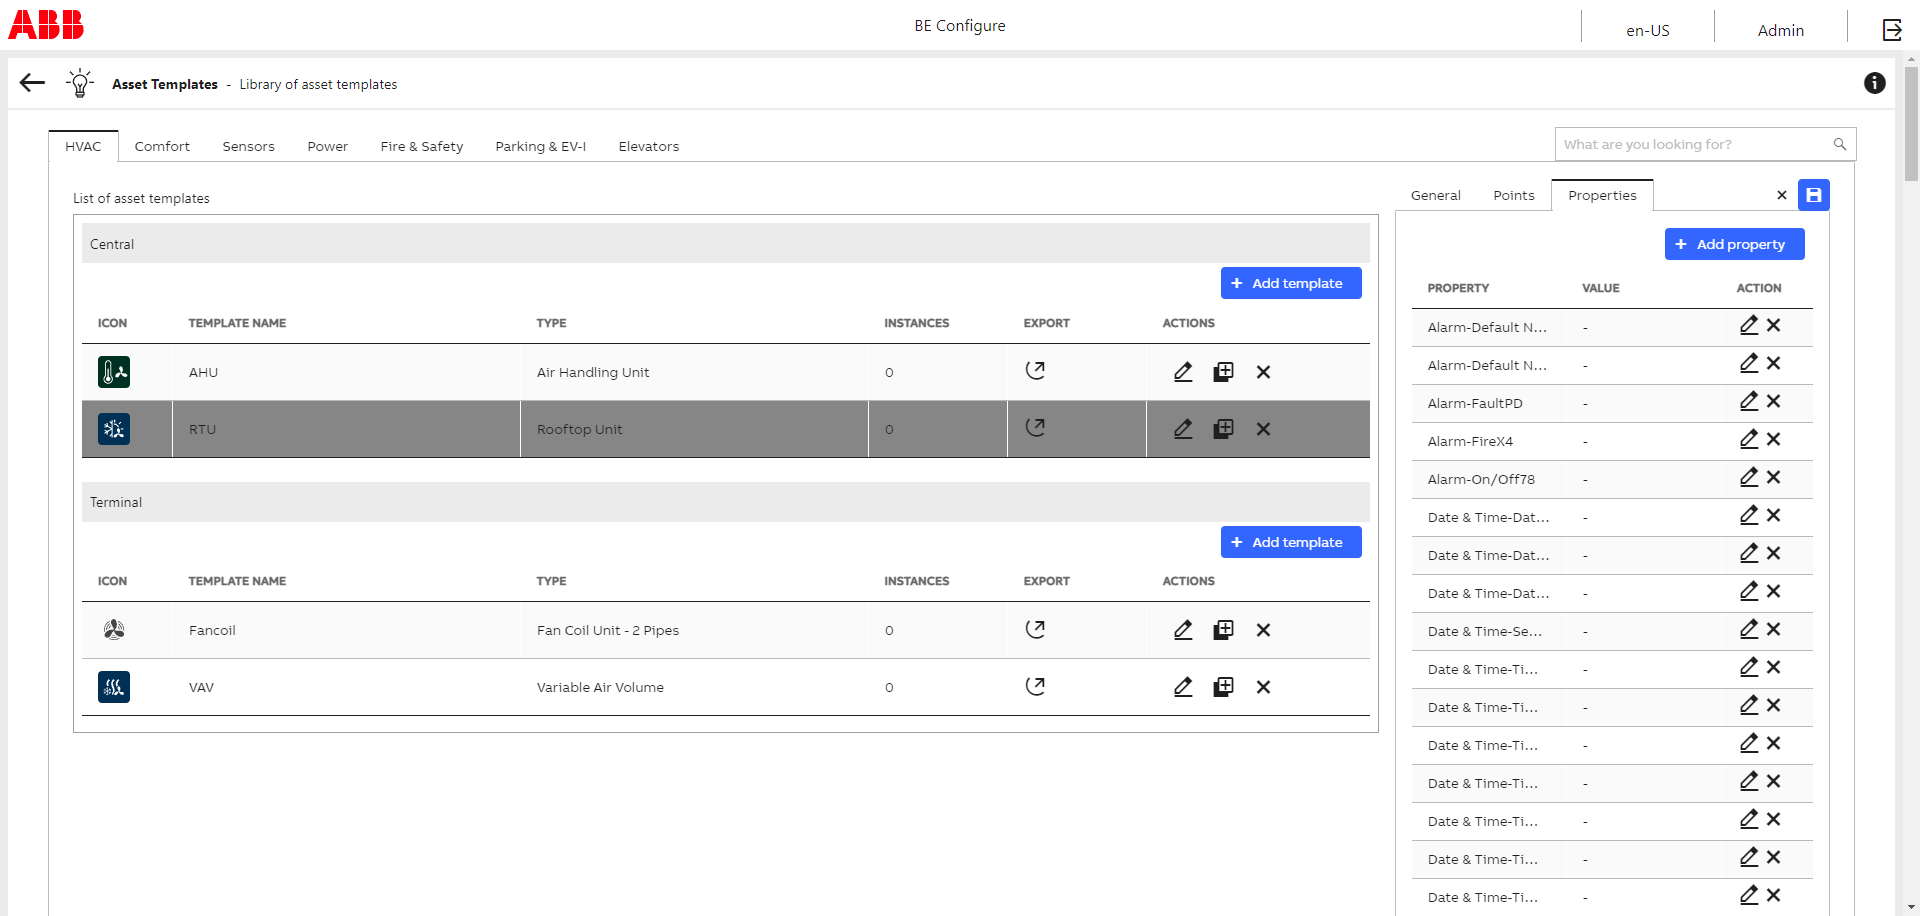 ABB
BE Configure
en-US
Admin
Asset Templates - Library of asset templates
HVAC Comfort Sensors Power Fire & Safety Parking & EV-I Elevators
What are you looking for?
List of asset templates
Central
+ Add template
ICON TEMPLATE NAME TYPE INSTANCES EXPORT ACTIONS
AHU Air Handling Unit 0
RTU Rooftop Unit 0
Terminal
+ Add template
ICON TEMPLATE NAME TYPE INSTANCES EXPORT ACTIONS
Fancoil Fan Coil Unit - 2 Pipes 0
VAV Variable Air Volume 0
General Points Properties
+ Add property
PROPERTY VALUE ACTION
Alarm-Default N... -
Alarm-Default N... -
Alarm-FaultPD -
Alarm-FireX4 -
Alarm-On/Off78 -
Date & Time-Dat... -
Date & Time-Dat... -
Date & Time-Dat... -
Date & Time-Se... -
Date & Time-Ti... -
Date & Time-Ti... -
Date & Time-Ti... -
Date & Time-Ti... -
Date & Time-Ti... -
Date & Time-Ti... -
Date & Time-Ti... -